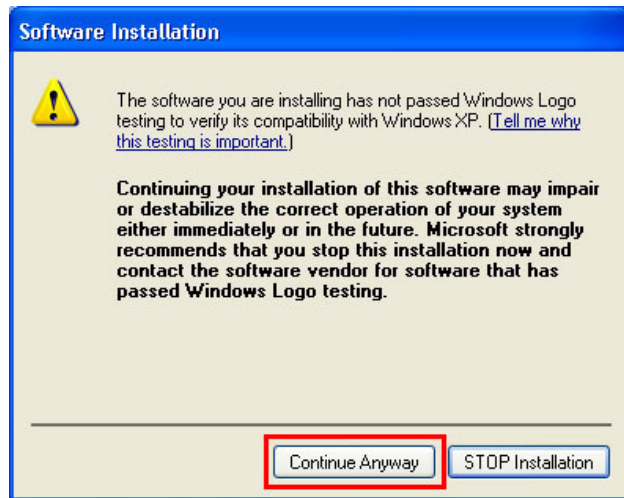 Software Installation
The software you are installing has not passed Windows Logo
testing to verify its compatibility with Windows XP. (Tell me why
this testing is important.)
Continuing your installation of this software may impair
or destabilize the correct operation of your system
either immediately or in the future. Microsoft strongly
recommends that you stop this installation now and
contact the software vendor for software that has
passed Windows Logo testing.
Continue Anyway STOP Installation